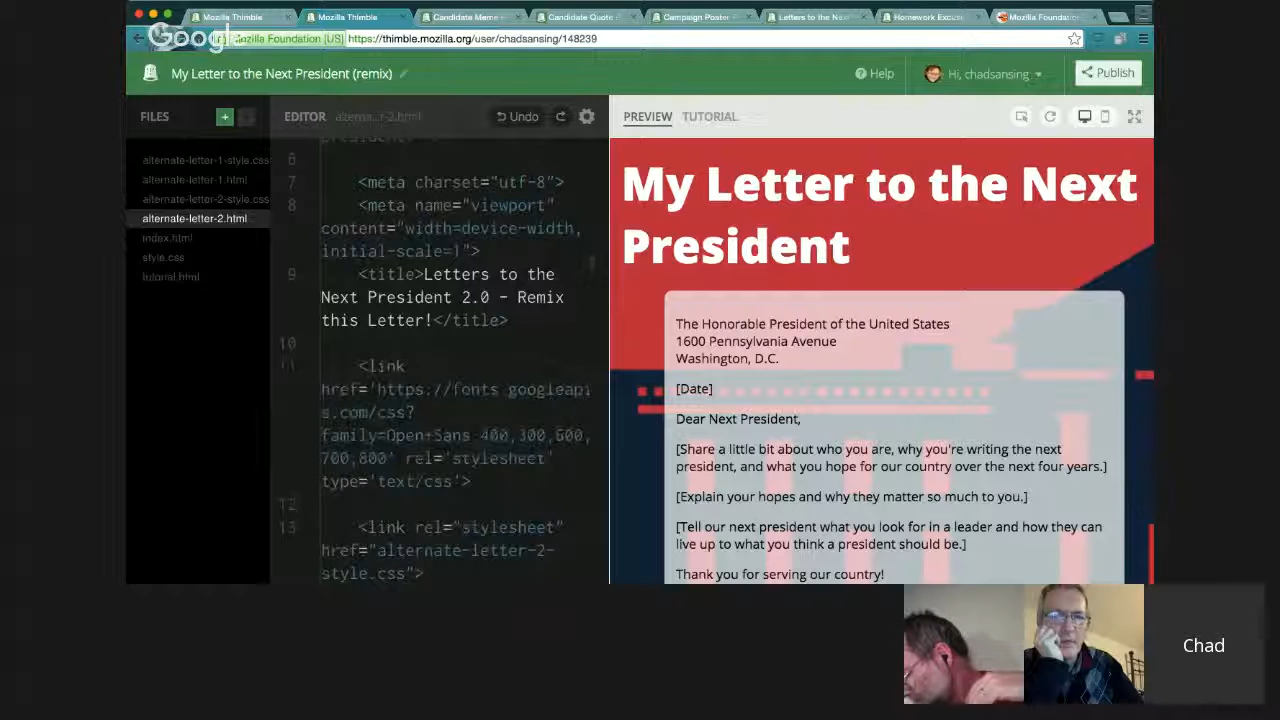 Mozilla Thimble
Mozilla Thimble
Candidate Meme
Candidate Quote
Campaign Poster
Letters to the Ne
Homework Excus
Mozilla Foundatio
Google
Mozilla Foundation [US] https://thimble.mozilla.org/user/chadsansing/148239
My Letter to the Next President (remix)
Help
Hi, chadsansing
Publish
FILES
EDITOR
Undo
PREVIEW
TUTORIAL
alternate-letter-1-style.css
alternate-letter-1.html
alternate-letter-2-style.css
alternate-letter-2.html
index.html
style.css
tutorial.html
6
7 <meta charset="utf-8">
8 <meta name="viewport"
content="width=device-width,
initial-scale=1">
9 <title>Letters to the
Next President 2.0 - Remix
this Letter!</title>
10
11 <link
href='https://fonts.googleapi
s.com/css?
family=Open+Sans:400,300,600,
700,800' rel='stylesheet'
type='text/css'>
12
13 <link rel="stylesheet"
href="alternate-letter-2-
style.css">
My Letter to the Next
President
The Honorable President of the United States
1600 Pennsylvania Avenue
Washington, D.C.
[Date]
Dear Next President,
[Share a little bit about who you are, why you're writing the next
president, and what you hope for our country over the next four years.]
[Explain your hopes and why they matter so much to you.]
[Tell our next president what you look for in a leader and how they can
live up to what you think a president should be.]
Thank you for serving our country!
Chad